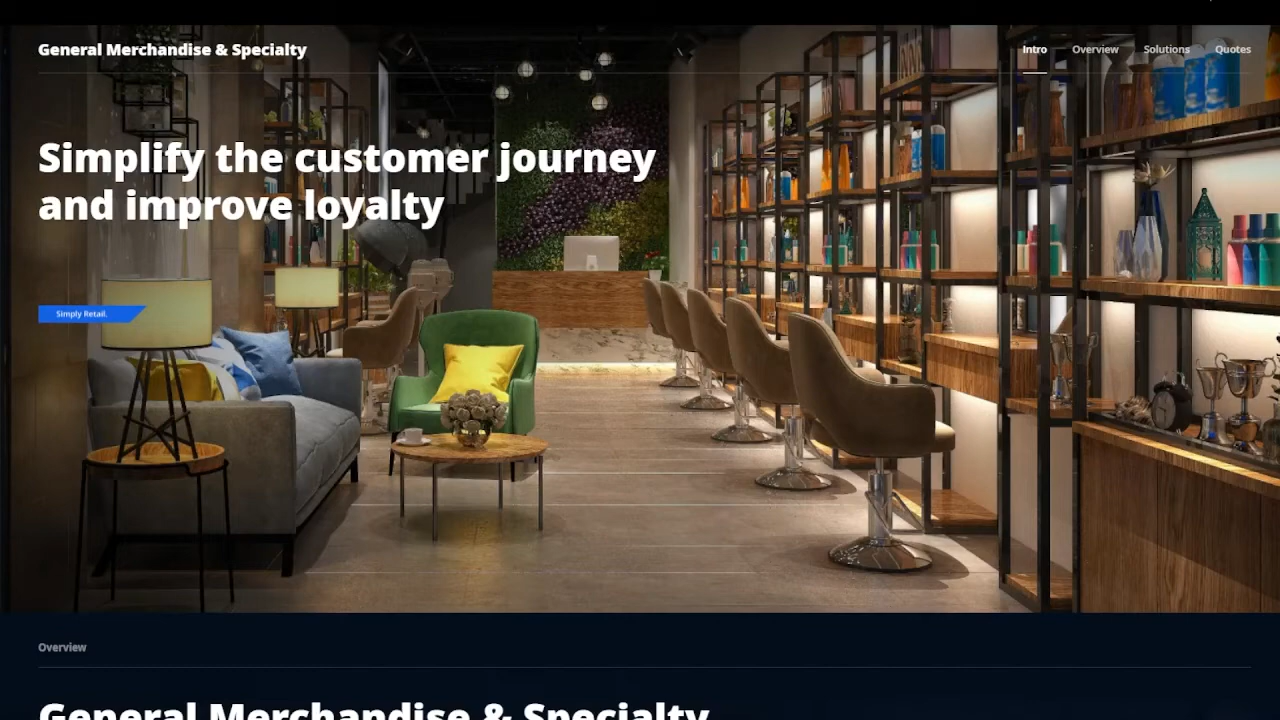 General Merchandise & Specialty
Intro
Overview
Solutions
Quotes
Simplify the customer journey
and improve loyalty
Simply Retail.
Overview
General Merchandise & Specialty